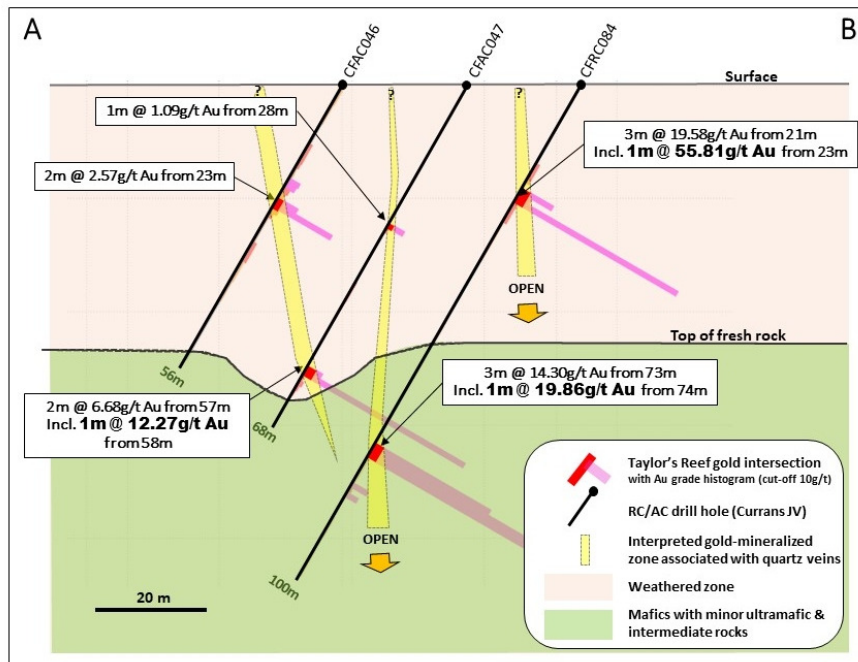 A
B
CFAC046
CFAC047
CFRC084
Surface
?
?
?
1m @ 1.09g/t Au from 28m
3m @ 19.58g/t Au from 21m
Incl. 1m @ 55.81g/t Au from 23m
2m @ 2.57g/t Au from 23m
OPEN
Top of fresh rock
56m
3m @ 14.30g/t Au from 73m
Incl. 1m @ 19.86g/t Au from 74m
2m @ 6.68g/t Au from 57m
Incl. 1m @ 12.27g/t Au
from 58m
68m
OPEN
100m
20 m
Taylor's Reef gold intersection
with Au grade histogram (cut-off 10g/t)
RC/AC drill hole (Currans JV)
Interpreted gold-mineralized
zone associated with quartz veins
Weathered zone
Mafics with minor ultramafic &
intermediate rocks